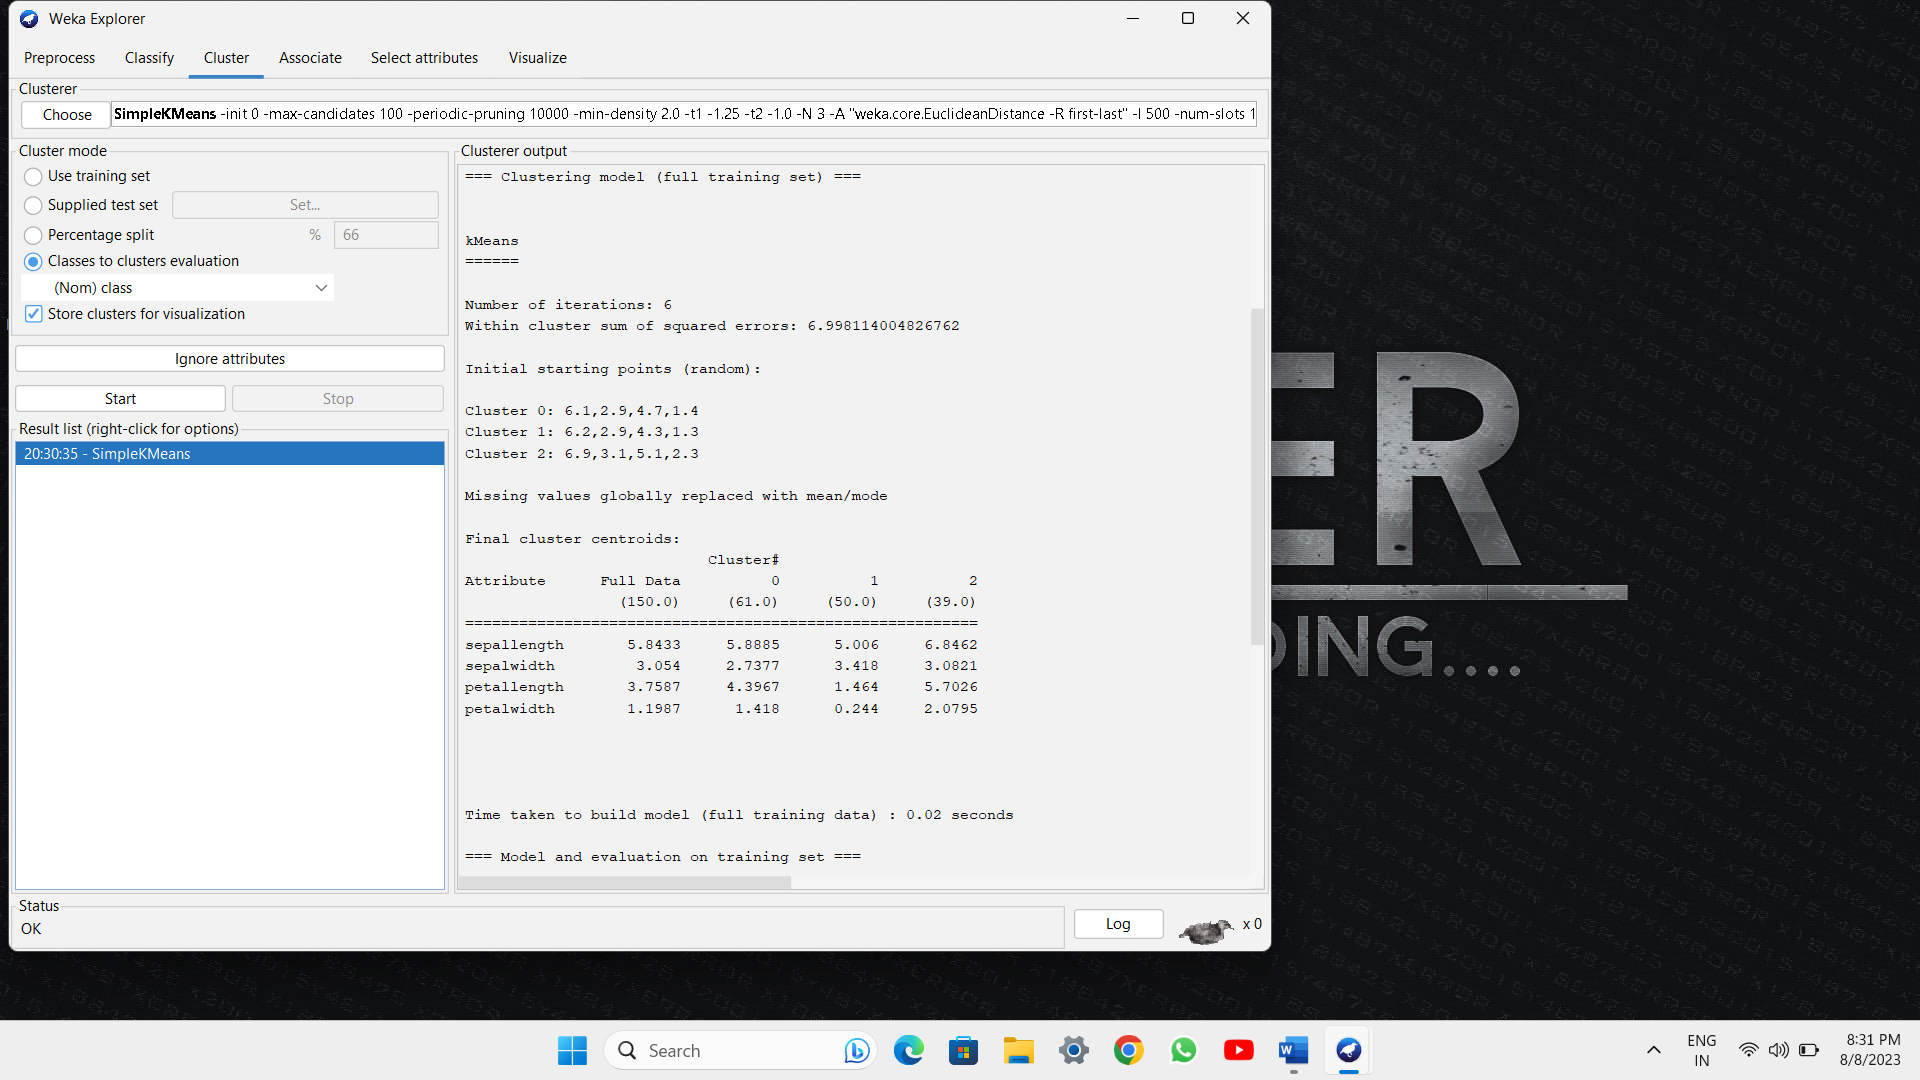 Weka Explorer
Preprocess Classify Cluster Associate Select attributes Visualize
Clusterer
Choose SimpleKMeans -init 0 -max-candidates 100 -periodic-pruning 10000 -min-density 2.0 -t1 -1.25 -t2 -1.0 -N 3 -A "weka.core.EuclideanDistance -R first-last" -I 500 -num-slots 1
Cluster mode
Use training set
Supplied test set Set...
Percentage split % 66
Classes to clusters evaluation
(Nom) class
Store clusters for visualization
Ignore attributes
Start Stop
Result list (right-click for options)
20:30:35 - SimpleKMeans
Clusterer output
=== Clustering model (full training set) ===
kMeans
======
Number of iterations: 6
Within cluster sum of squared errors: 6.998114004826762
Initial starting points (random):
Cluster 0: 6.1,2.9,4.7,1.4
Cluster 1: 6.2,2.9,4.3,1.3
Cluster 2: 6.9,3.1,5.1,2.3
Missing values globally replaced with mean/mode
Final cluster centroids:
Cluster#
Attribute Full Data 0 1 2
(150.0) (61.0) (50.0) (39.0)
=========================================================
sepallength 5.8433 5.8885 5.006 6.8462
sepalwidth 3.054 2.7377 3.418 3.0821
petallength 3.7587 4.3967 1.464 5.7026
petalwidth 1.1987 1.418 0.244 2.0795
Time taken to build model (full training data) : 0.02 seconds
=== Model and evaluation on training set ===
Status
OK
Log x 0
ER
DING....
Search
ENG
IN
8:31 PM
8/8/2023